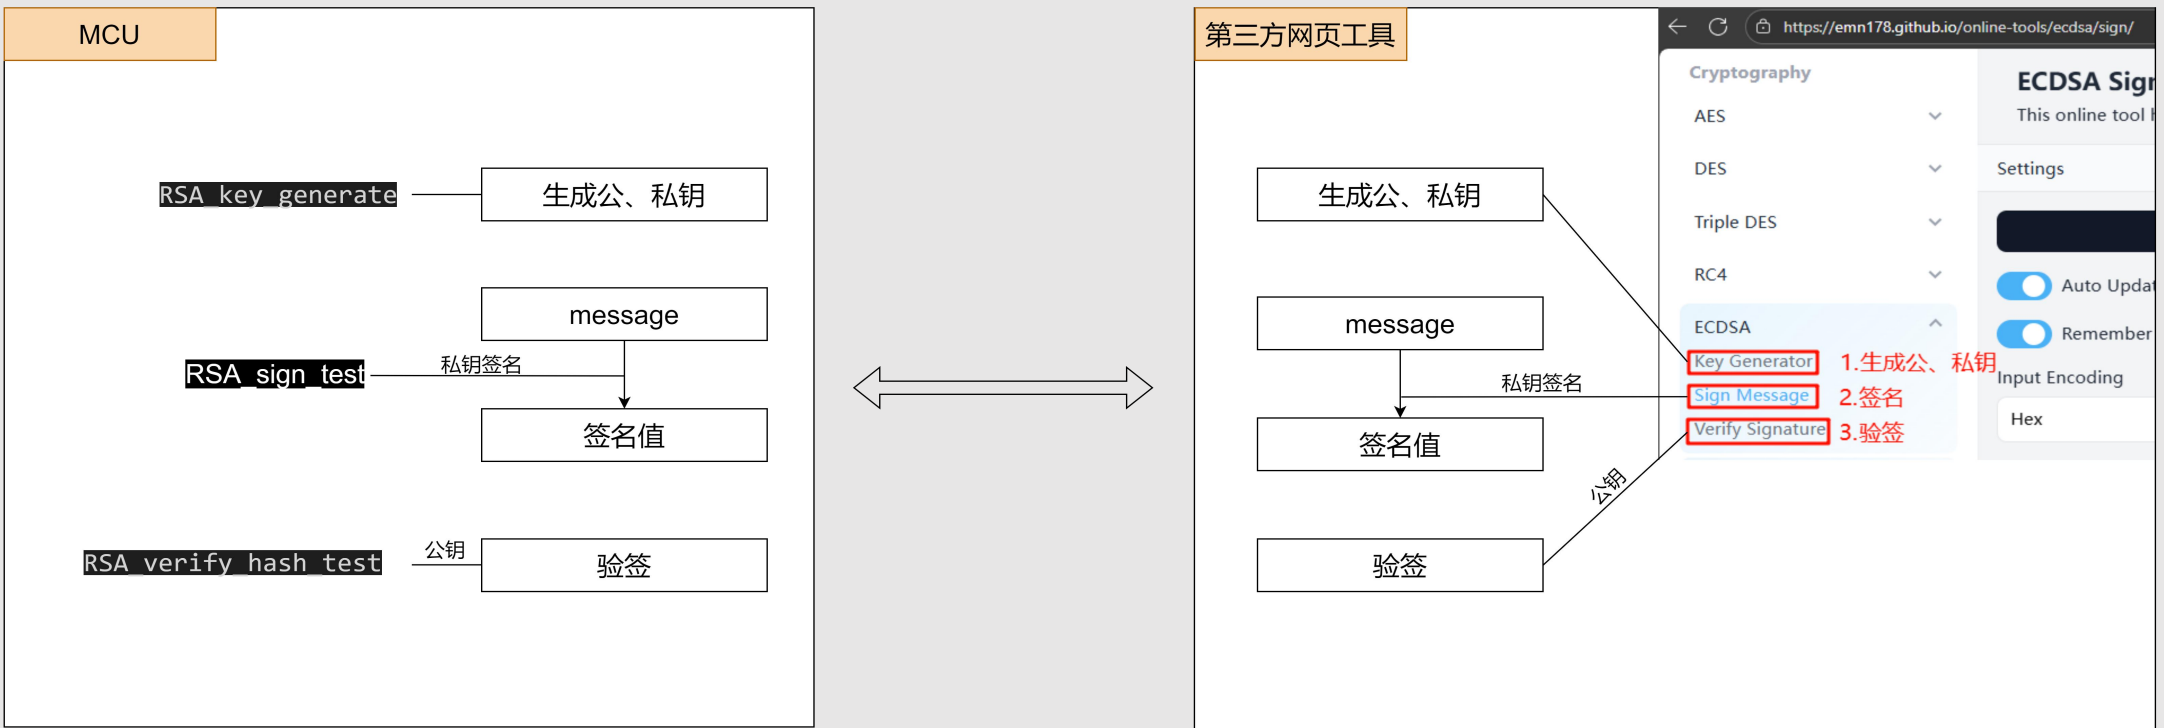 MCU
RSA_key_generate
生成公、私钥
message
RSA_sign_test
私钥签名
签名值
RSA_verify_hash_test
公钥
验签
第三方网页工具
生成公、私钥
message
私钥签名
签名值
公钥
验签
https://emn178.github.io/online-tools/ecdsa/sign/
Cryptography
AES
DES
Triple DES
RC4
ECDSA
Key Generator
1.生成公、私钥
Sign Message
2.签名
Verify Signature
3.验签
ECDSA Sign
This online tool h
Settings
Auto Updat
Remember
Input Encoding
Hex